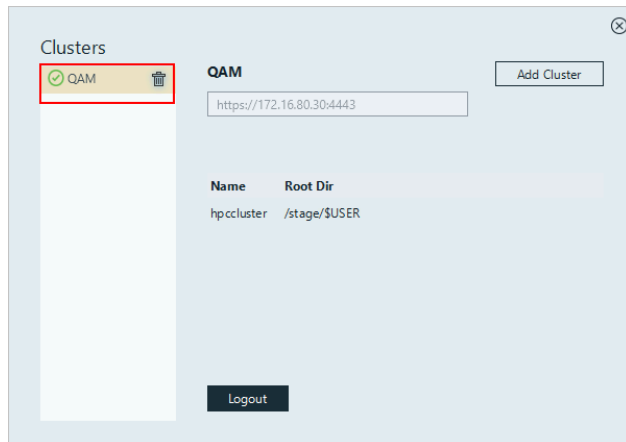 Clusters
QAM
QAM
Add Cluster
https://172.16.80.30:4443
Name Root Dir
hpccluster /stage/$USER
Logout